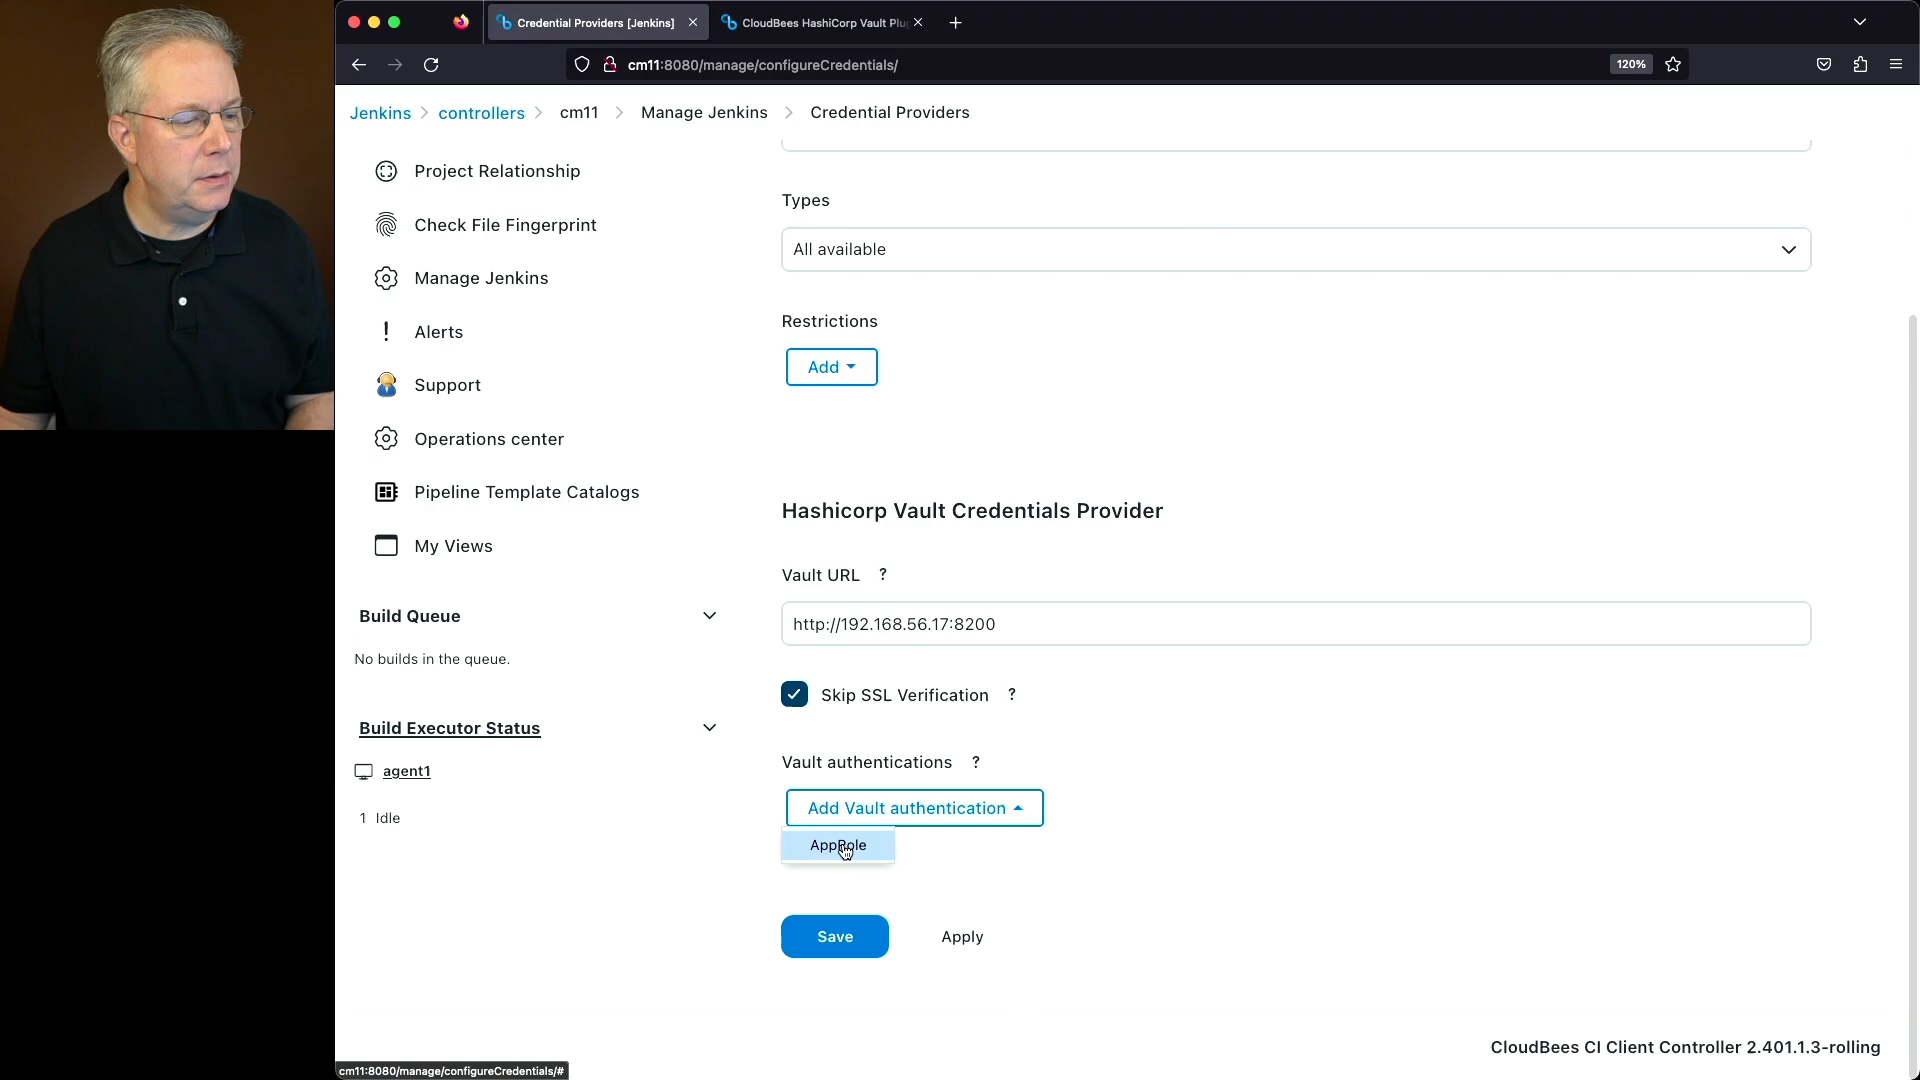 Credential Providers [Jenkins]
CloudBees HashiCorp Vault Plu
cm11:8080/manage/configureCredentials/
120%
Jenkins > controllers > cm11 > Manage Jenkins > Credential Providers
Project Relationship
Check File Fingerprint
Manage Jenkins
Alerts
Support
Operations center
Pipeline Template Catalogs
My Views
Build Queue
No builds in the queue.
Build Executor Status
agent1
1 Idle
Types
All available
Restrictions
Add
Hashicorp Vault Credentials Provider
Vault URL ?
http://192.168.56.17:8200
Skip SSL Verification ?
Vault authentications ?
Add Vault authentication
AppRole
Save
Apply
CloudBees CI Client Controller 2.401.1.3-rolling
cm11:8080/manage/configureCredentials/#